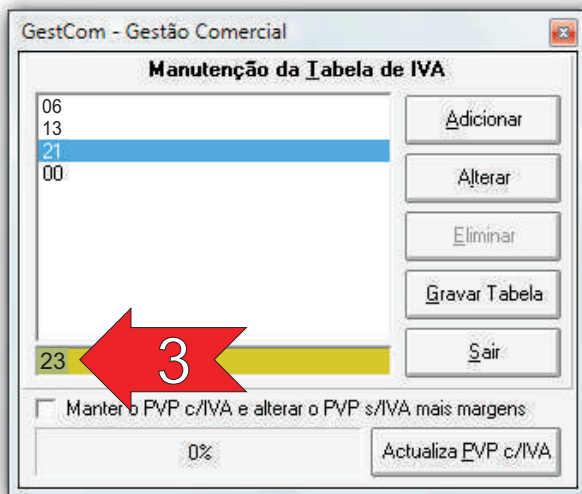 GestCom - Gestão Comercial
Manutenção da Tabela de IVA
06
13
21
00
Adicionar
Alterar
Eliminar
Gravar Tabela
Sair
23
3
Manter o PVP c/IVA e alterar o PVP s/IVA mais margens
0%
Actualiza PVP c/IVA